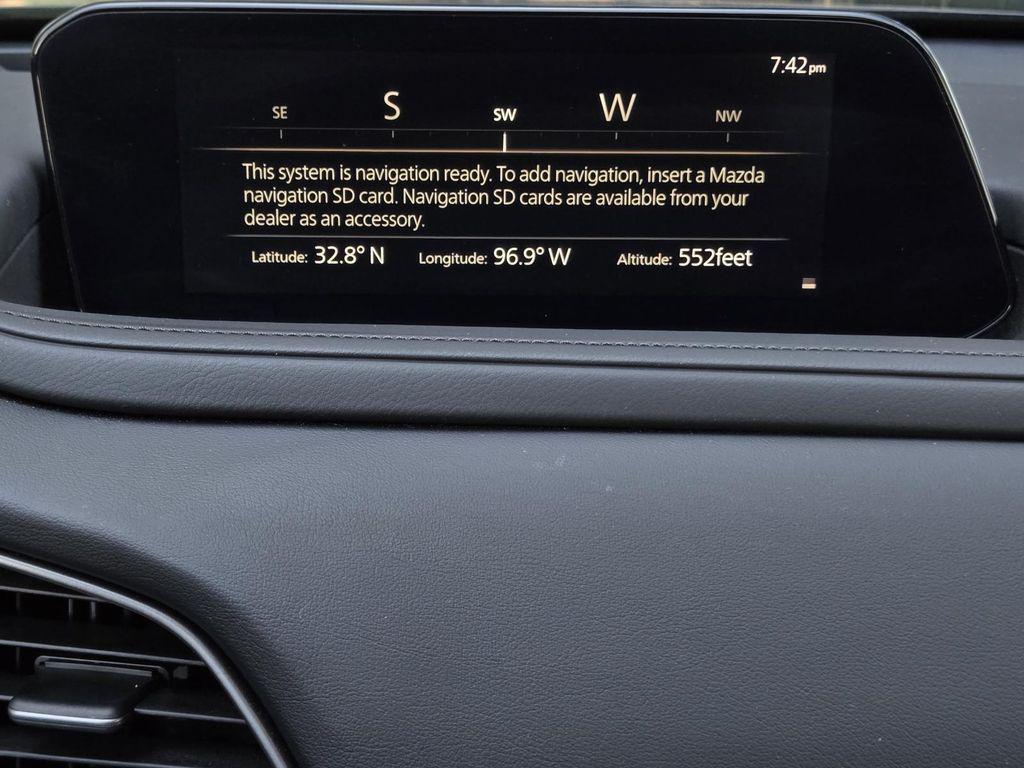 7:42pm
SE S SW W NW
This system is navigation ready. To add navigation, insert a Mazda
navigation SD card. Navigation SD cards are available from your
dealer as an accessory.
Latitude: 32.8° N Longitude: 96.9° W Altitude: 552feet